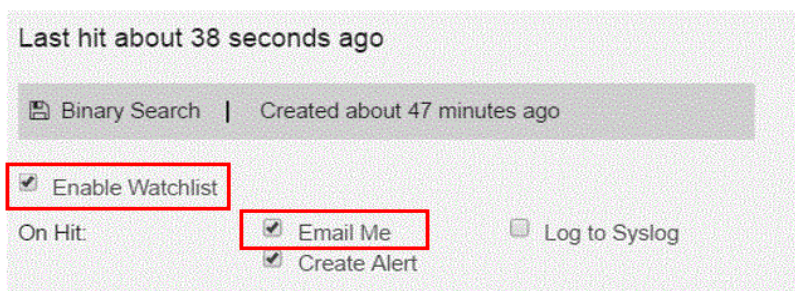 Last hit about 38 seconds ago
Binary Search | Created about 47 minutes ago
Enable Watchlist
On Hit: Email Me Log to Syslog
Create Alert